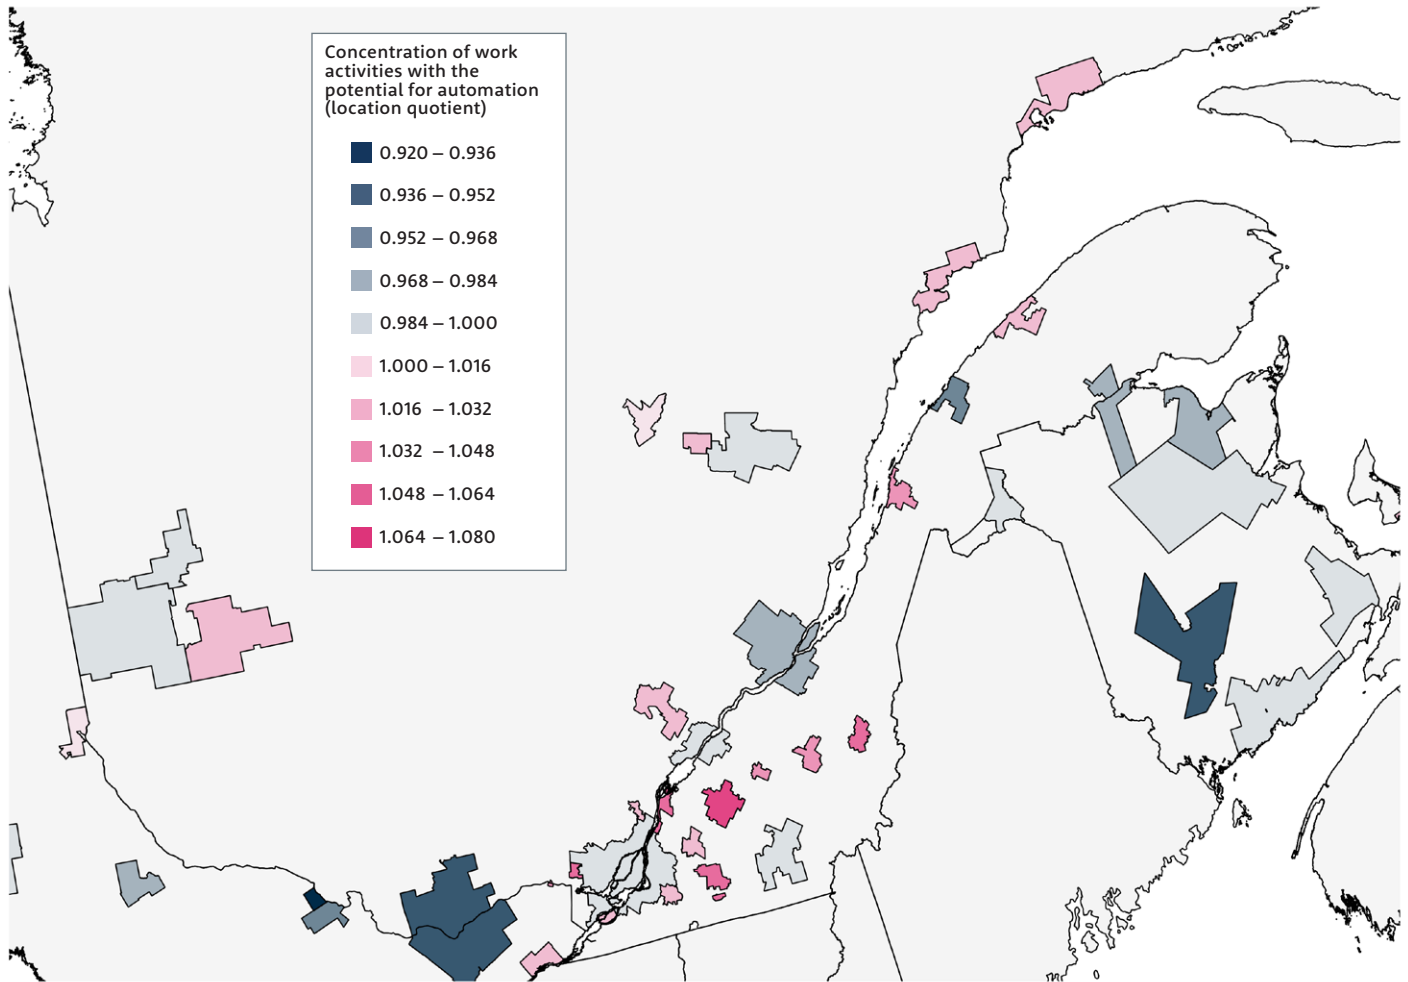 Concentration of work
activities with the
potential for automation
(location quotient)
0.920 – 0.936
0.936 – 0.952
0.952 – 0.968
0.968 – 0.984
0.984 – 1.000
1.000 – 1.016
1.016 – 1.032
1.032 – 1.048
1.048 – 1.064
1.064 – 1.080